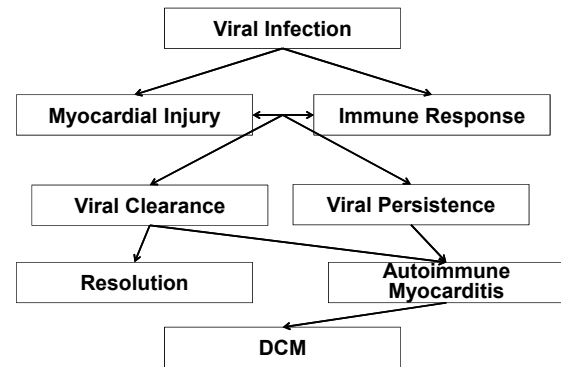 Viral Infection
Myocardial Injury
Immune Response
Viral Clearance
Viral Persistence
Resolution
Autoimmune
Myocarditis
DCM